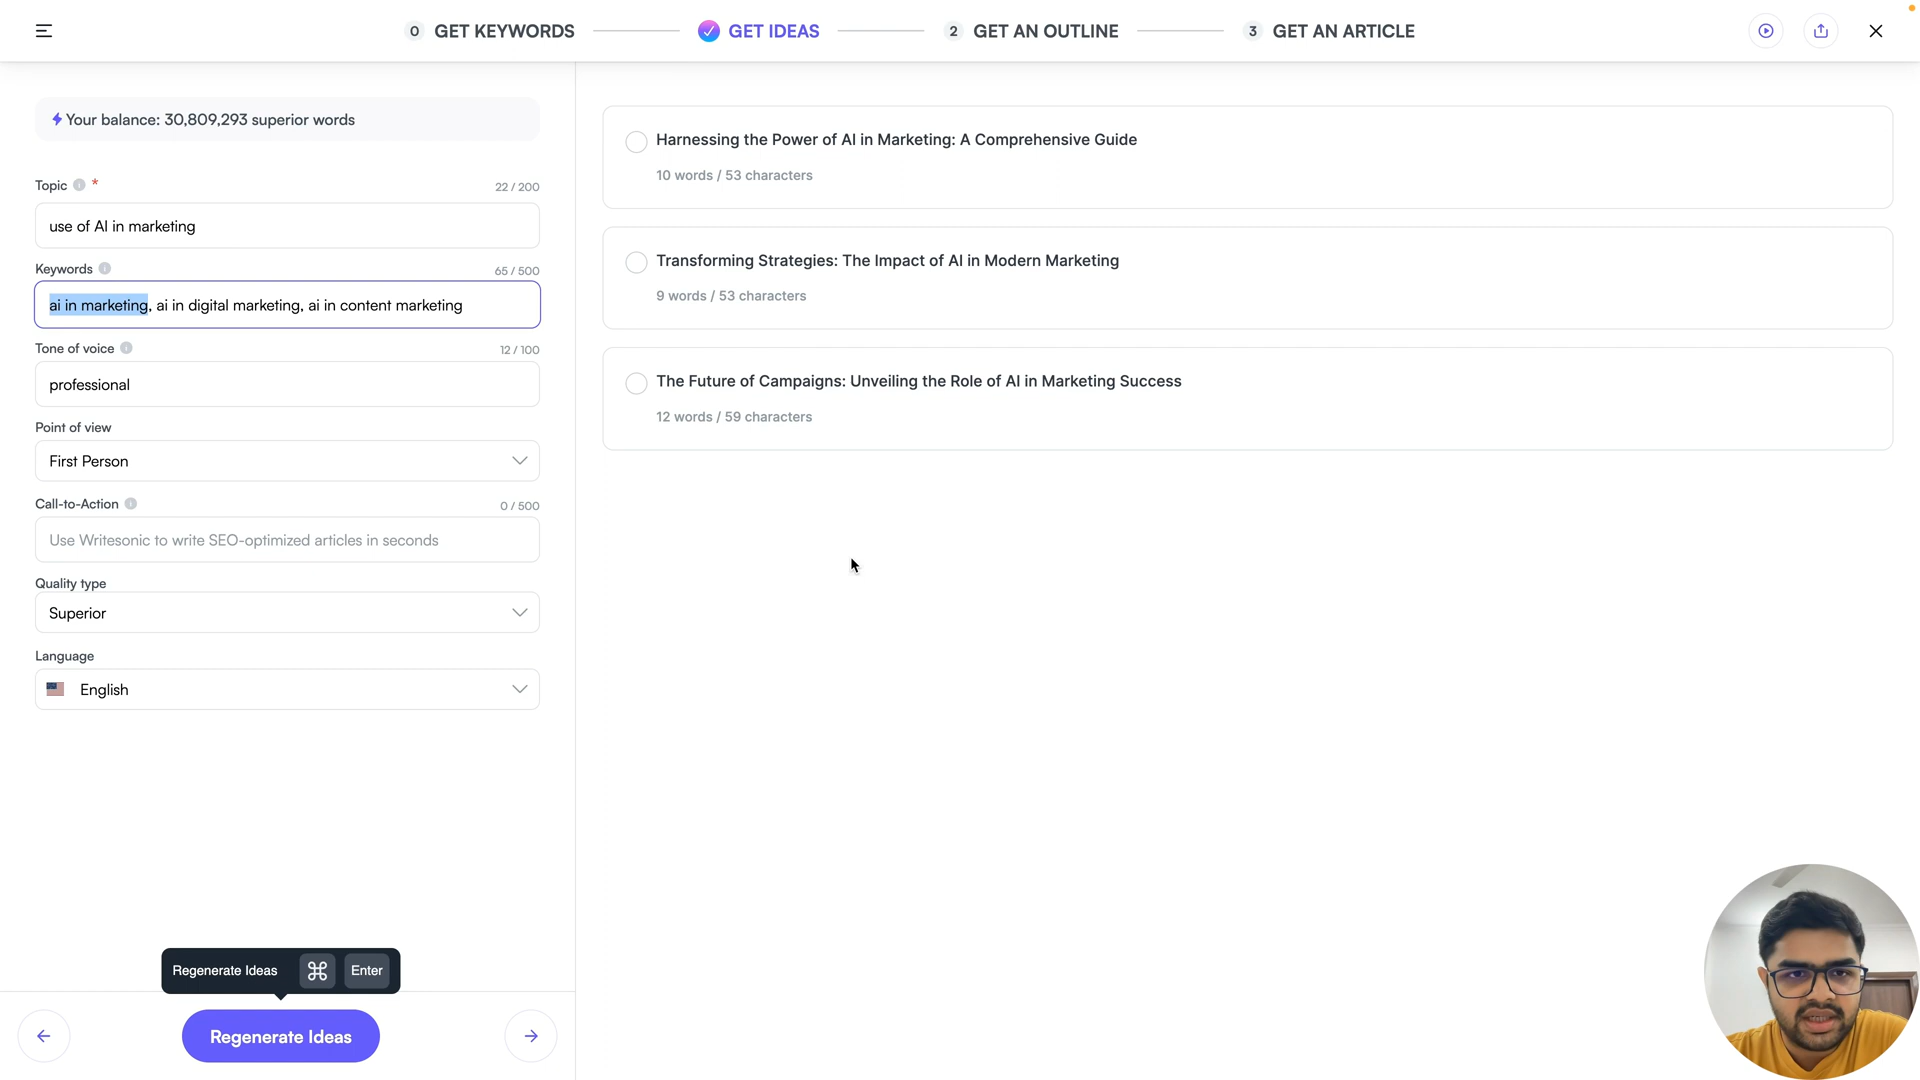 0 GET KEYWORDS GET IDEAS 2 GET AN OUTLINE 3 GET AN ARTICLE
Your balance: 30,809,293 superior words
Topic * 22 / 200
use of AI in marketing
Keywords 65 / 500
ai in marketing, ai in digital marketing, ai in content marketing
Tone of voice 12 / 100
professional
Point of view
First Person
Call-to-Action 0 / 500
Use Writesonic to write SEO-optimized articles in seconds
Quality type
Superior
Language
English
Regenerate Ideas ⌘ Enter
Regenerate Ideas
Harnessing the Power of AI in Marketing: A Comprehensive Guide
10 words / 53 characters
Transforming Strategies: The Impact of AI in Modern Marketing
9 words / 53 characters
The Future of Campaigns: Unveiling the Role of AI in Marketing Success
12 words / 59 characters